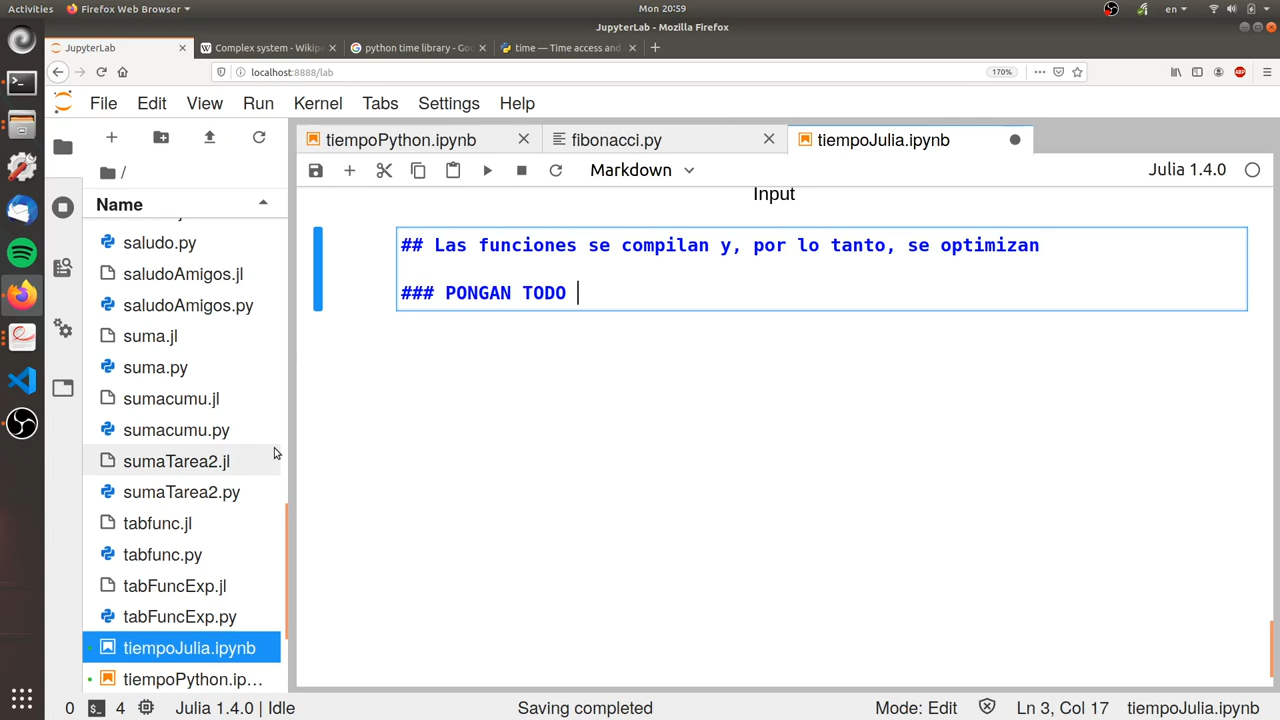 Activities
Firefox Web Browser
Mon 20:59
en
JupyterLab - Mozilla Firefox
JupyterLab
Complex system - Wikipe
python time library - Goo
time — Time access and
localhost:8888/lab
170%
ABP
File Edit View Run Kernel Tabs Settings Help
tiempoPython.ipynb
fibonacci.py
tiempoJulia.ipynb
/
Markdown
Julia 1.4.0
Name
Input
saludo.py
saludoAmigos.jl
saludoAmigos.py
suma.jl
suma.py
sumacumu.jl
sumacumu.py
sumaTarea2.jl
sumaTarea2.py
tabfunc.jl
tabfunc.py
tabFuncExp.jl
tabFuncExp.py
tiempoJulia.ipynb
tiempoPython.ip…
## Las funciones se compilan y, por lo tanto, se optimizan
### PONGAN TODO
0
$_
4
Julia 1.4.0 | Idle
Saving completed
Mode: Edit
Ln 3, Col 17
tiempoJulia.ipynb